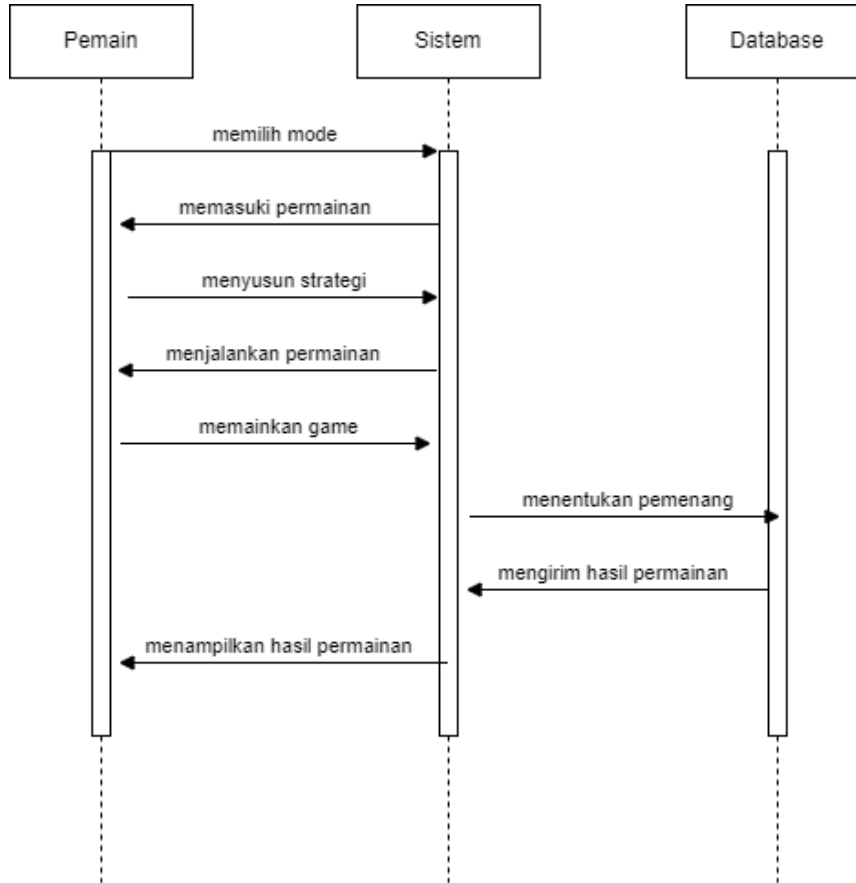 Pemain
Sistem
Database
memilih mode
memasuki permainan
menyusun strategi
menjalankan permainan
memainkan game
menentukan pemenang
mengirim hasil permainan
menampilkan hasil permainan